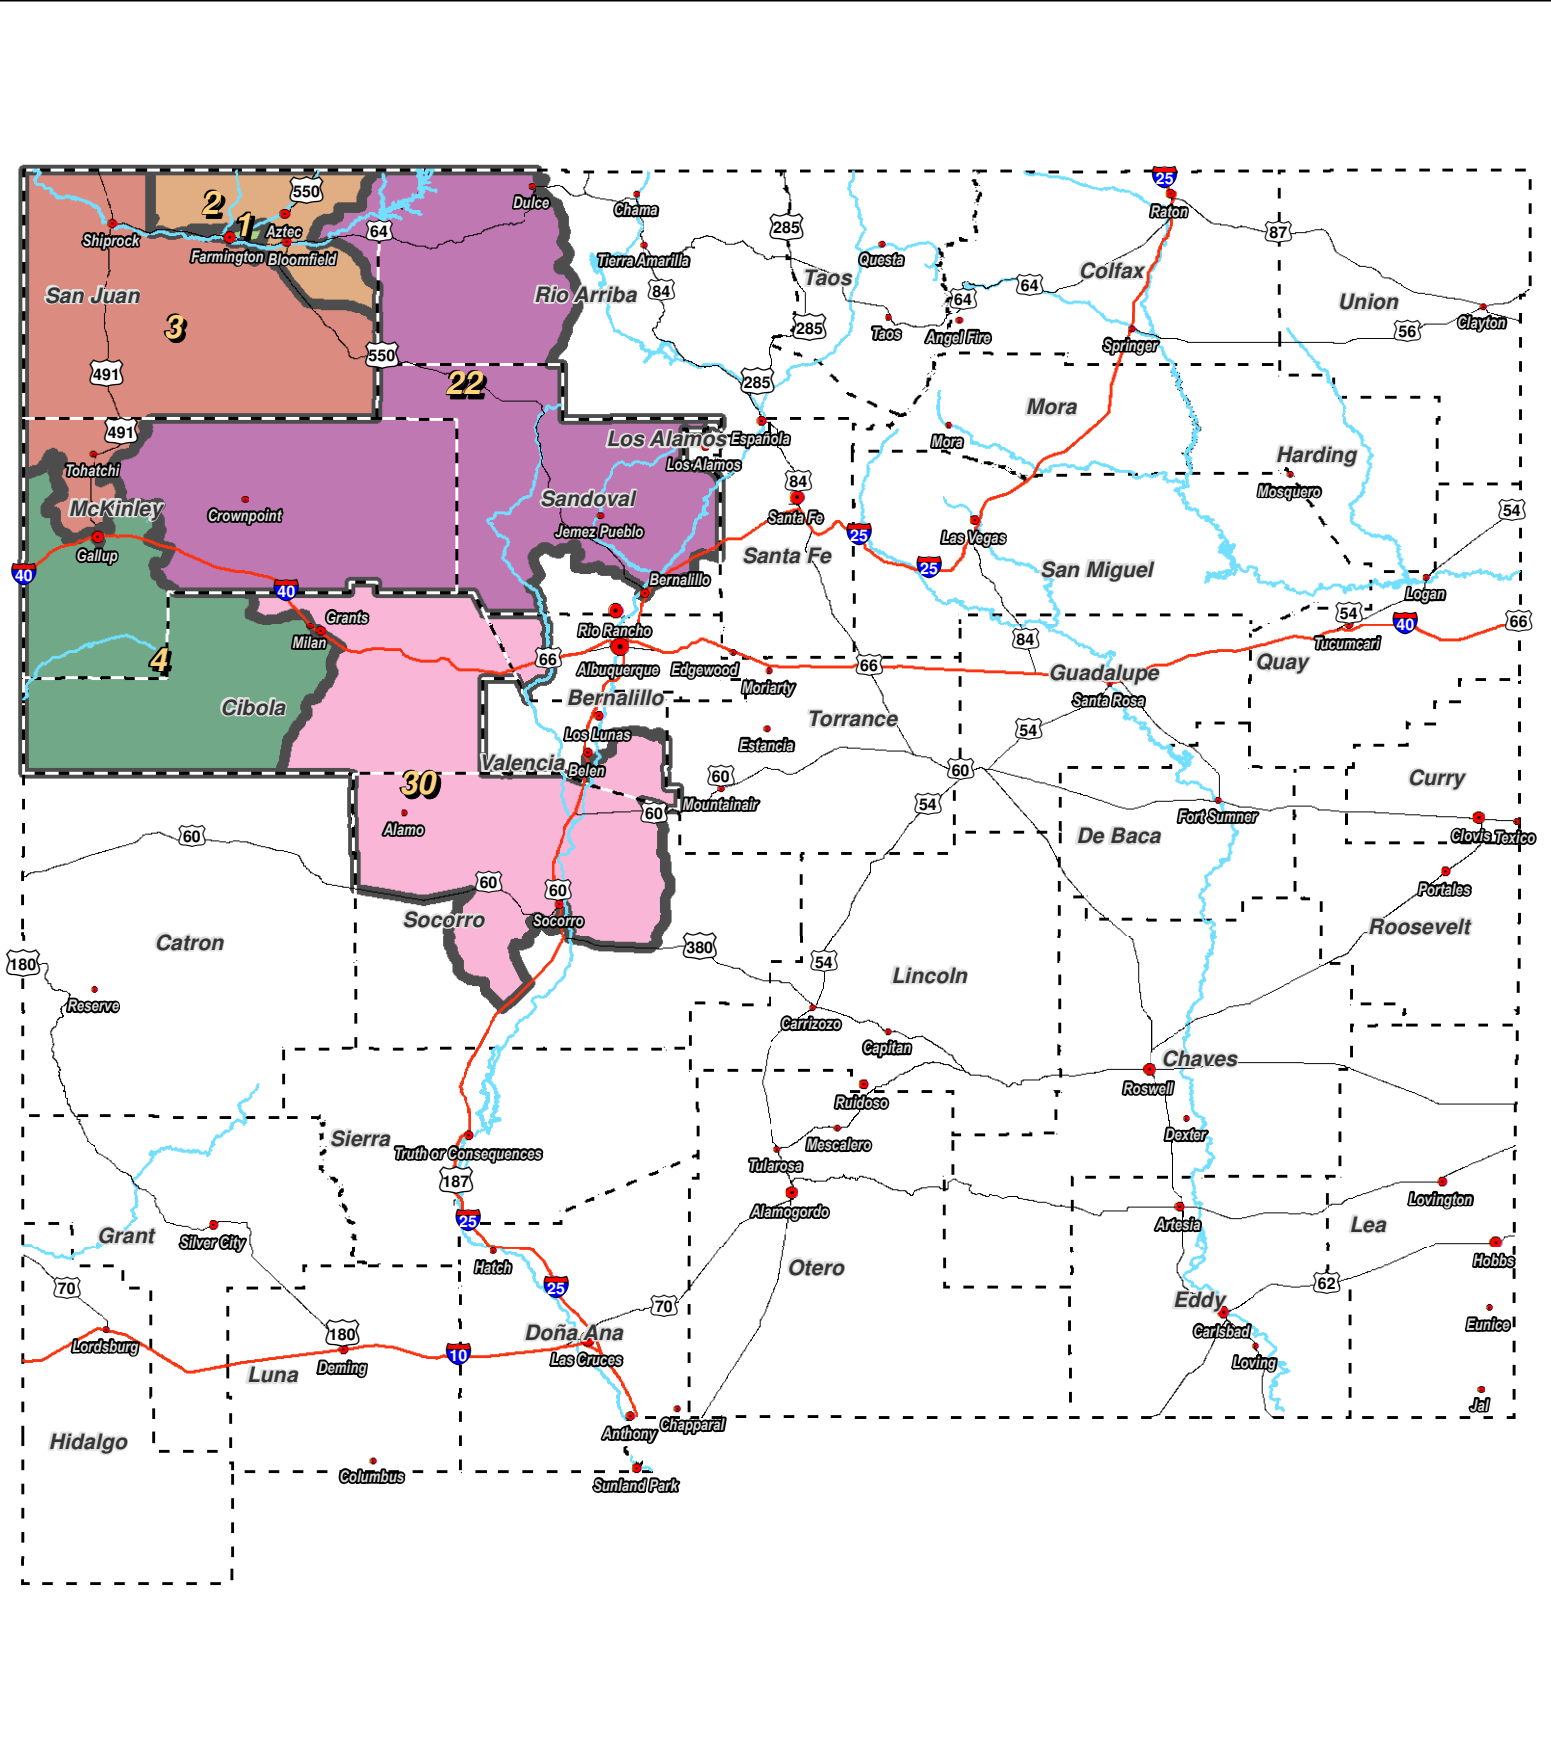 25
Dulce
Chama
Raton
2
550
285
87
1
Aztec
64
Shiprock
Farmington
Bloomfield
Tierra Amarilla
Questa
Taos
Colfax
San Juan
Rio Arriba
84
64
64
Union
3
285
Taos
Angel Fire
56
Clayton
Springer
550
491
22
285
Mora
491
Los Alamos
Española
Mora
Tohatchi
Los Alamos
Harding
84
Mosquero
McKinley
Crownpoint
Sandoval
Jemez Pueblo
Santa Fe
54
25
Las Vegas
Gallup
Santa Fe
25
San Miguel
40
40
Bernalillo
Logan
Grants
Milan
Rio Rancho
54
40
66
84
Tucumcari
4
66
Albuquerque
Edgewood
66
Quay
Moriarty
Guadalupe
Santa Rosa
Cibola
Bernalillo
Torrance
Los Lunas
Estancia
54
Valencia
Belen
60
60
30
Mountainair
Curry
Alamo
60
54
Fort Sumner
60
De Baca
Clovis
Texico
60
60
Portales
Socorro
Socorro
Roosevelt
Catron
380
180
54
Lincoln
Reserve
Carrizozo
Capitan
Chaves
Roswell
Ruidoso
Sierra
Truth or Consequences
Mescalero
Dexter
Tularosa
187
Lovington
Alamogordo
25
Artesia
Lea
Grant
Silver City
Hatch
Otero
Hobbs
70
25
62
70
Eddy
Carlsbad
Eunice
180
Doña Ana
Lordsburg
10
Las Cruces
Loving
Luna
Deming
Jal
Chapparal
Anthony
Hidalgo
Columbus
Sunland Park